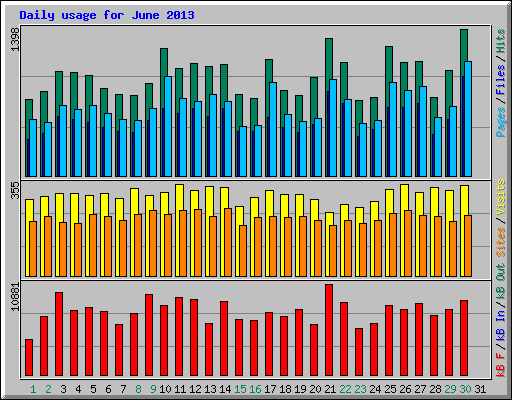 Daily usage for June 2013
1398
Pages / Files / Hits
355
Sites / Visits
10881
kB F / kB In / kB Out
1 2 3 4 5 6 7 8 9 10 11 12 13 14 15 16 17 18 19 20 21 22 23 24 25 26 27 28 29 30 31